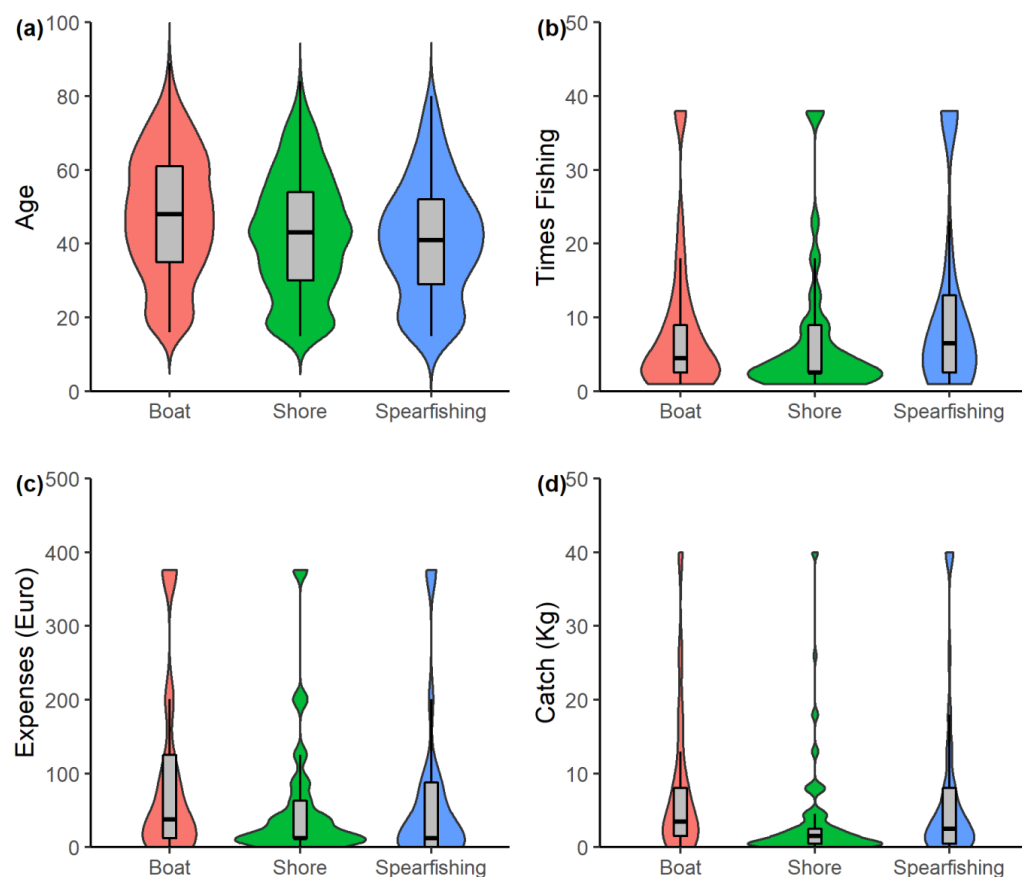 (a)
Age
100
80
60
40
20
0
Boat Shore Spearfishing
(b)
Times Fishing
50
40
30
20
10
0
Boat Shore Spearfishing
(c)
Expenses (Euro)
500
400
300
200
100
0
Boat Shore Spearfishing
(d)
Catch (Kg)
50
40
30
20
10
0
Boat Shore Spearfishing